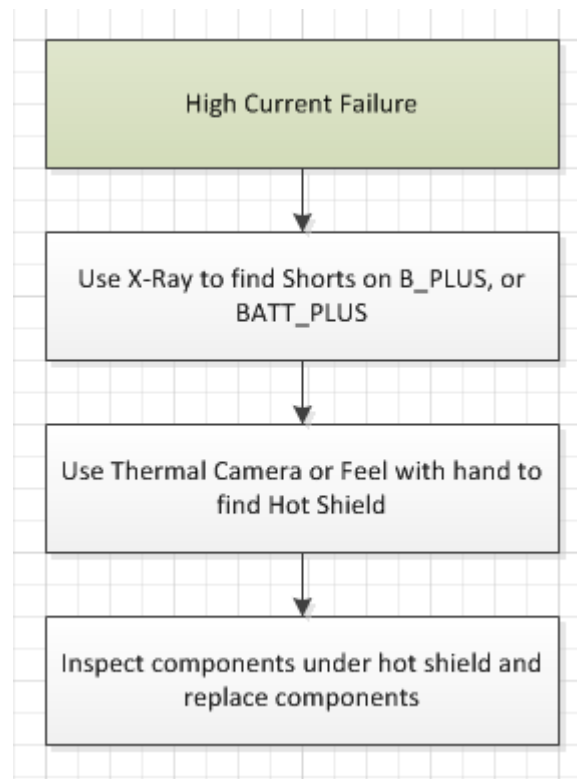 High Current Failure
Use X-Ray to find Shorts on B_PLUS, or
BATT_PLUS
Use Thermal Camera or Feel with hand to
find Hot Shield
Inspect components under hot shield and
replace components